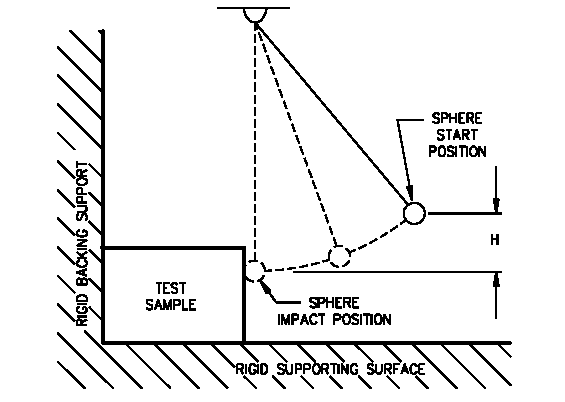 SPHERE
START
POSITION
H
RIGID BACKING SUPPORT
TEST
SAMPLE
SPHERE
IMPACT POSITION
RIGID SUPPORTING SURFACE